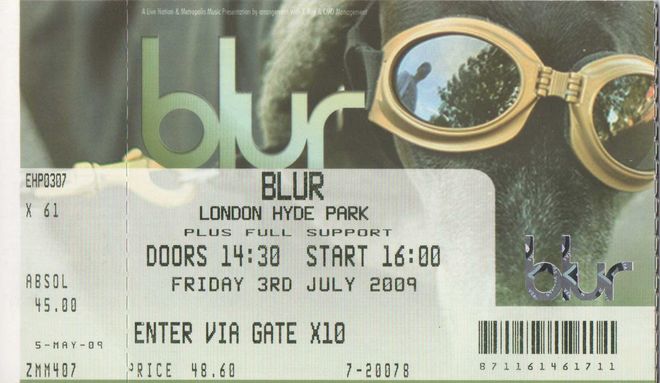 A Live Nation & Metropolis Music Presentation by arrangement with X-Ray & CMO Management
blur
EHP0307
X 61
ABSOL
45.00
5-MAY-09
ZMM407
BLUR
LONDON HYDE PARK
PLUS FULL SUPPORT
DOORS 14:30 START 16:00
FRIDAY 3RD JULY 2009
ENTER VIA GATE X10
PRICE 48.60 7-20078
blur
871161461711